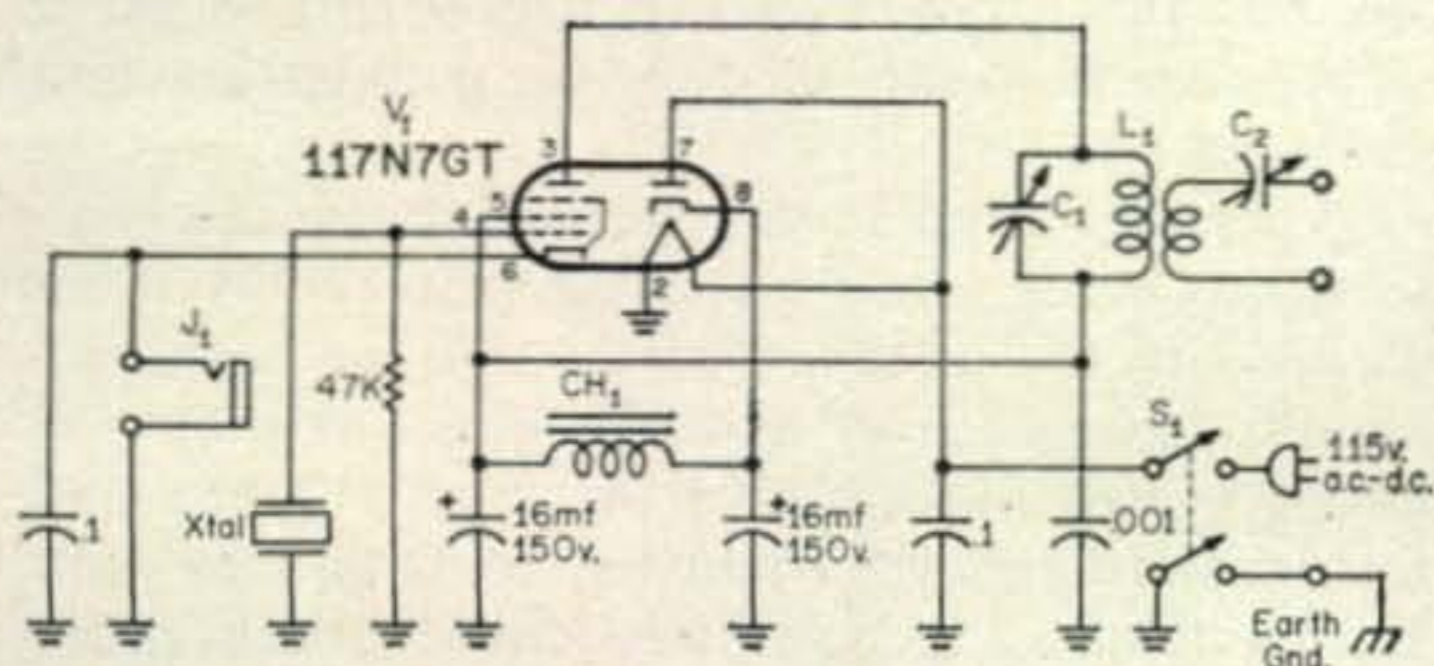 V1
117N7GT
3
7
5
4
8
6
2
L1
C2
C1
J1
47K
CH1
S1
115v.
a.c.-d.c.
Xtal
+
16mf
150v.
+
16mf
150v.
.1
.1
.001
Earth
Gnd.